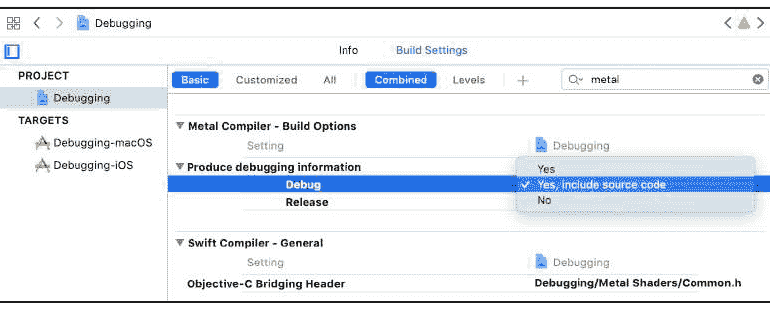 Debugging
Info Build Settings
PROJECT Basic Customized All Combined Levels + metal
Debugging
TARGETS
Debugging-macOS Metal Compiler - Build Options
Setting Debugging
Debugging-iOS Produce debugging information Yes
Debug Yes, include source code
Release No
Swift Compiler - General
Setting Debugging
Objective-C Bridging Header Debugging/Metal Shaders/Common.h